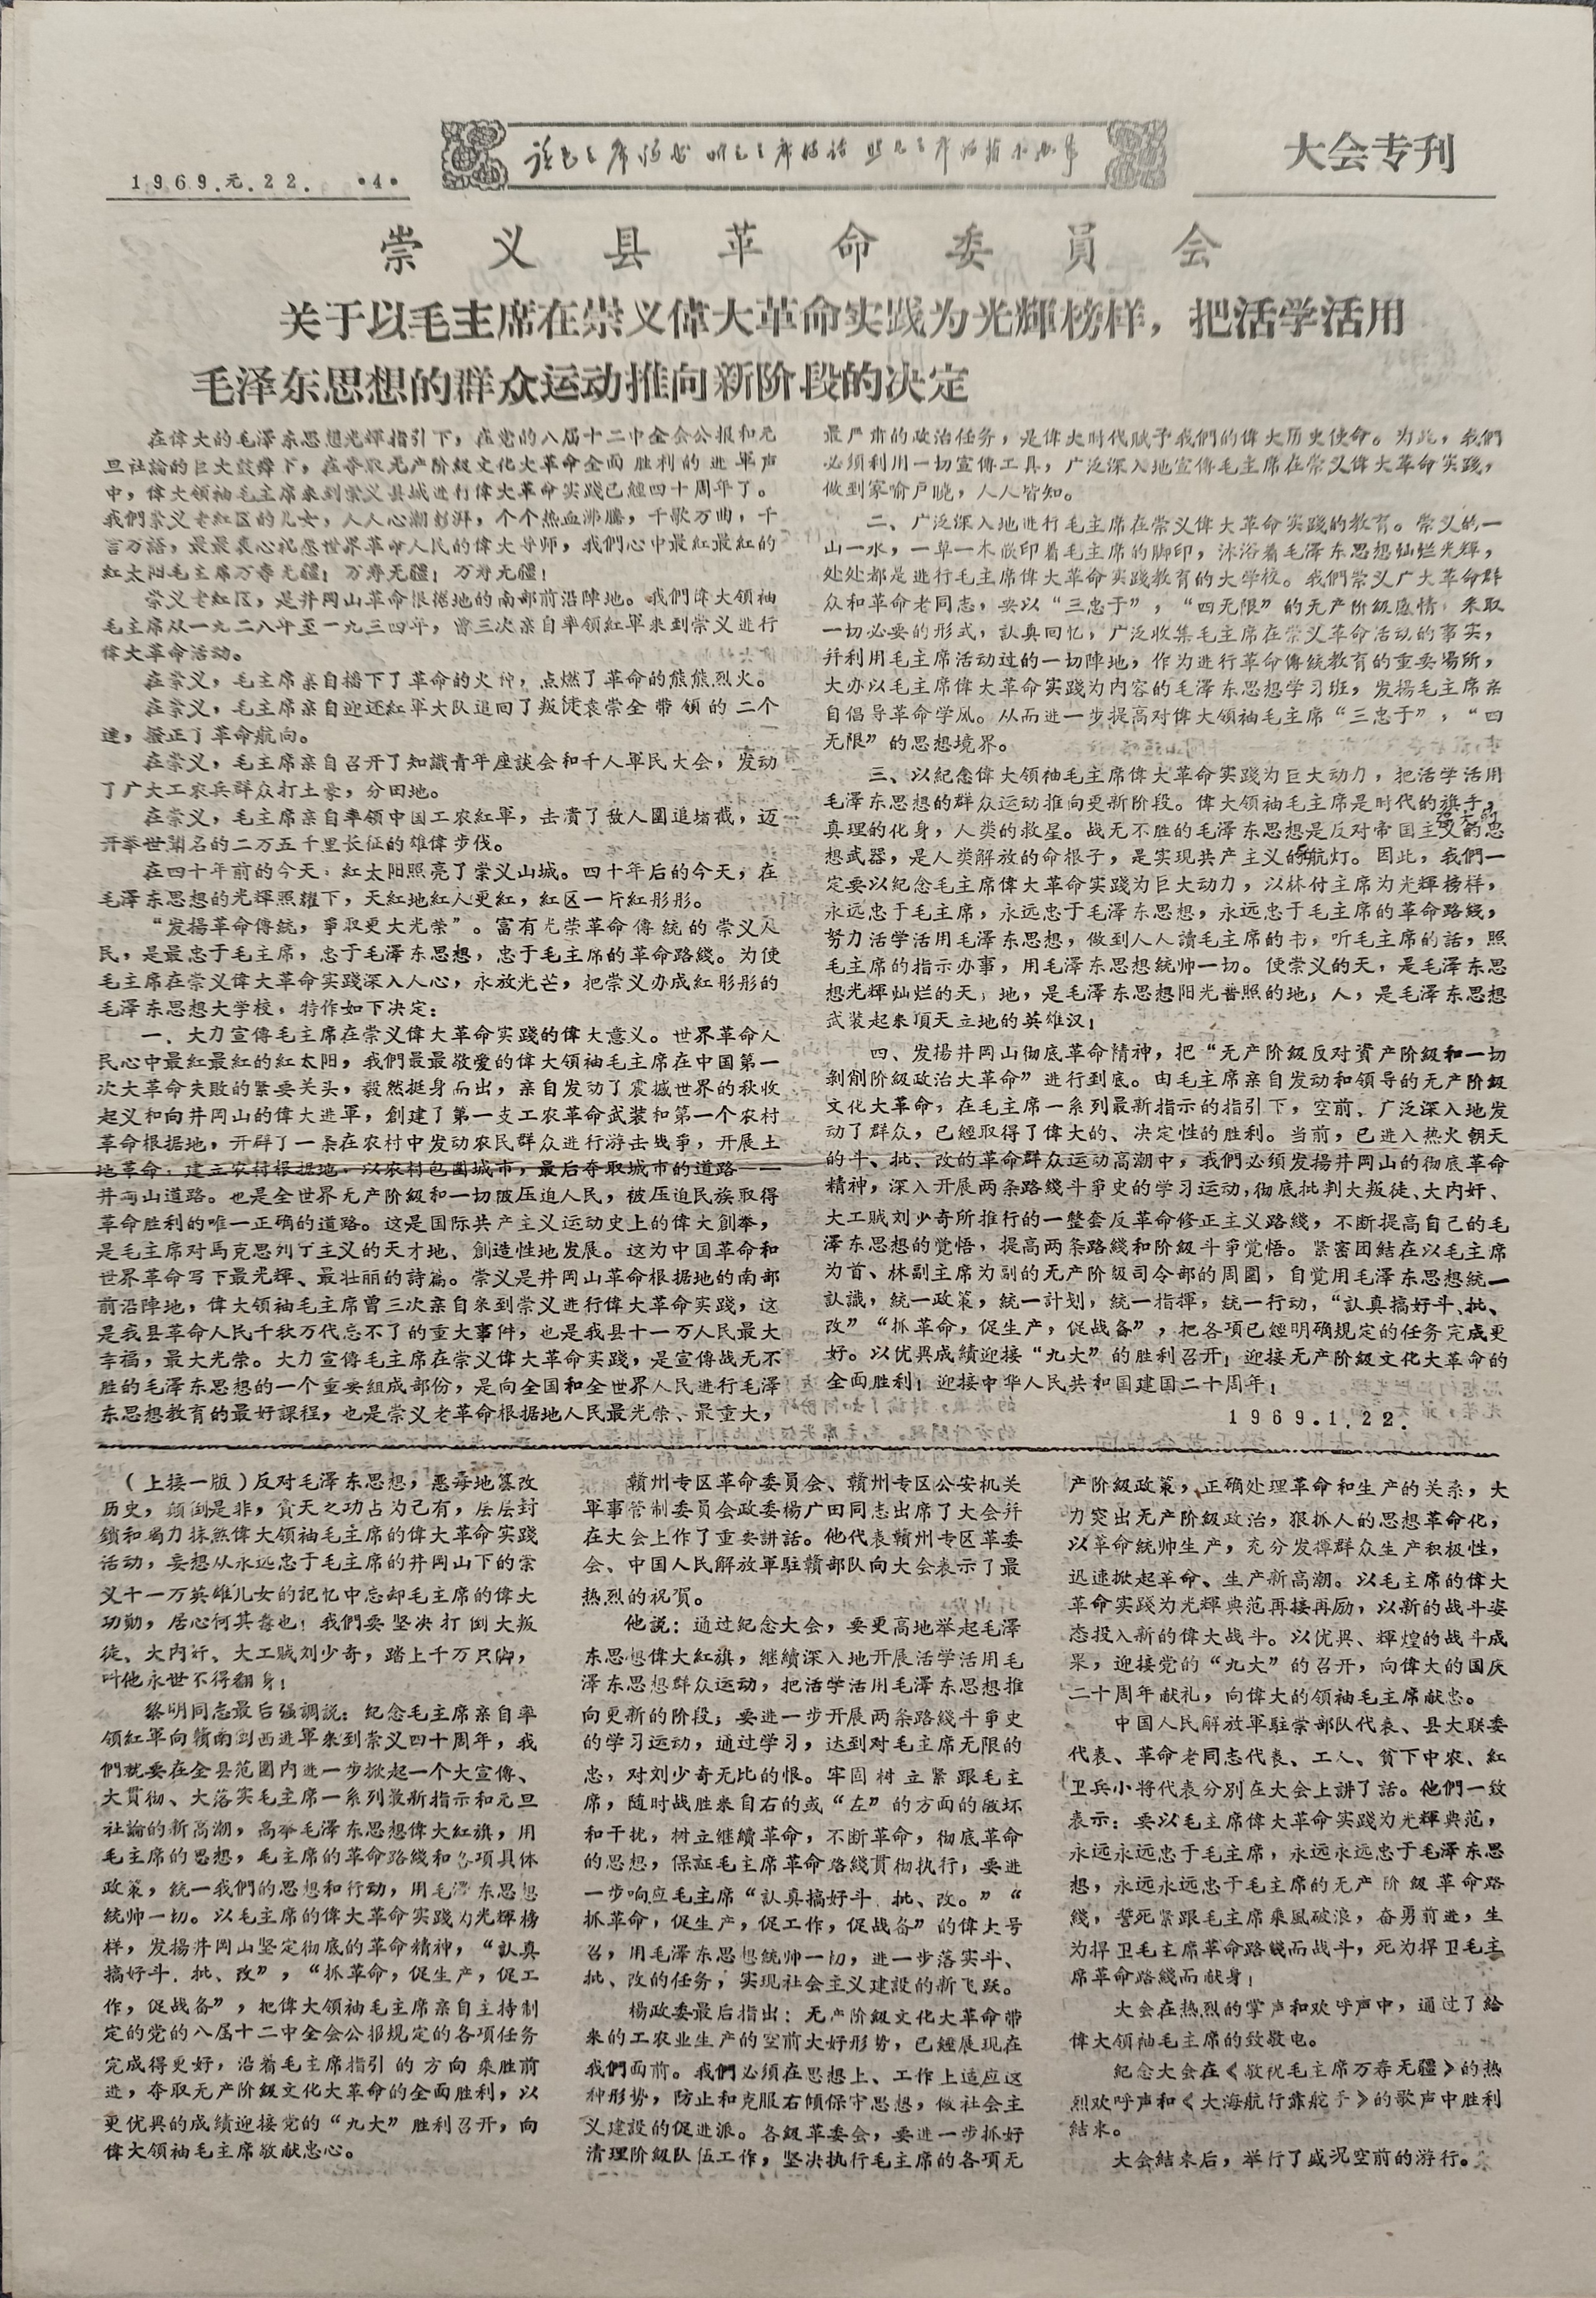 1969.元.22. ·4·
读毛主席的书 听毛主席的话 照毛主席的指示办事
大会专刊
崇义县革命委員会
关于以毛主席在崇义偉大革命实践为光輝榜样，把活学活用
毛泽东思想的群众运动推向新阶段的决定
在偉大的毛澤东思想光輝指引下，在党的八届十二中全会公报和元
旦社論的巨大鼓舞下，在夺取无产阶級文化大革命全面胜利的进軍声
中，偉大领袖毛主席来到崇义县城进行偉大革命实践已經四十周年了。
我們崇义老紅区的儿女，人人心潮彭湃，个个热血沸騰，千歌万曲，千
言万語，最最衷心祝愿世界革命人民的偉大导师，我們心中最紅最紅的
紅太阳毛主席万寿无疆！万寿无疆！万寿无疆！
崇义老紅区，是井岡山革命根据地的南部前沿陣地。我們偉大领袖
毛主席从一九二八年至一九三四年，曾三次亲自率领紅軍来到崇义进行
偉大革命活动。
在崇义，毛主席亲自播下了革命的火种，点燃了革命的熊熊烈火。
在崇义，毛主席亲自迎还紅軍大队追回了叛徒袁崇全带领的二个
連，撥正了革命航向。
在崇义，毛主席亲自召开了知識青年座談会和千人軍民大会，发动
了广大工农兵群众打土豪，分田地。
在崇义，毛主席亲自率领中国工农紅軍，击潰了敌人圍追堵截，迈
开举世聞名的二万五千里长征的雄偉步伐。
在四十年前的今天，紅太阳照亮了崇义山城。四十年后的今天，在
毛澤东思想的光輝照耀下，天紅地紅人更紅，紅区一片紅彤彤。
“发揚革命傳統，爭取更大光荣”。富有光荣革命傳統的崇义人
民，是最忠于毛主席，忠于毛澤东思想，忠于毛主席的革命路綫。为使
毛主席在崇义偉大革命实践深入人心，永放光芒，把崇义办成紅彤彤的
毛澤东思想大学校，特作如下决定：
一、大力宣傳毛主席在崇义偉大革命实践的偉大意义。世界革命人
民心中最紅最紅的紅太阳，我們最最敬爱的偉大领袖毛主席在中国第一
次大革命失敗的緊要关头，毅然挺身而出，亲自发动了震撼世界的秋收
起义和向井冈山的偉大进軍，創建了第一支工农革命武装和第一个农村
革命根据地，开辟了一条在农村中发动农民群众进行游击战爭，开展土
地革命，建立农村根据地，以农村包圍城市，最后夺取城市的道路——
井岡山道路。也是全世界无产阶級和一切被压迫人民，被压迫民族取得
革命胜利的唯一正确的道路。这是国际共产主义运动史上的偉大創举，
是毛主席对馬克思列宁主义的天才地、創造性地发展。这为中国革命和
世界革命写下最光輝、最壮丽的詩篇。崇义是井岡山革命根据地的南部
前沿陣地，偉大领袖毛主席曾三次亲自来到崇义进行偉大革命实践，这
是我县革命人民千秋万代忘不了的重大事件，也是我县十一万人民最大
幸福，最大光荣。大力宣傳毛主席在崇义偉大革命实践，是宣傳战无不
胜的毛澤东思想的一个重要組成部份，是向全国和全世界人民进行毛澤
东思想教育的最好課程，也是崇义老革命根据地人民最光荣、最重大，
最严肃的政治任务，是偉大时代賦予我們的偉大历史使命。为此，我們
必须利用一切宣傳工具，广泛深入地宣傳毛主席在崇义偉大革命实践，
做到家喻户晓，人人皆知。
二、广泛深入地进行毛主席在崇义偉大革命实践的教育。崇义的一
山一水，一草一木嵌印着毛主席的脚印，沐浴着毛澤东思想灿烂光輝，
处处都是进行毛主席偉大革命实践教育的大学校。我們崇义广大革命群
众和革命老同志，要以“三忠于”，“四无限”的无产阶級感情，采取
一切必要的形式，認真回忆，广泛收集毛主席在崇义革命活动的事实，
并利用毛主席活动过的一切陣地，作为进行革命傳統教育的重要場所，
大办以毛主席偉大革命实践为内容的毛澤东思想学习班，发揚毛主席亲
自倡导革命学风。从而进一步提高对偉大领袖毛主席“三忠于”，“四
无限”的思想境界。
三、以紀念偉大领袖毛主席偉大革命实践为巨大动力，把活学活用
毛澤东思想的群众运动推向更新阶段。偉大领袖毛主席是时代的旗手，
真理的化身，人类的救星。战无不胜的毛澤东思想是反对帝国主义的思
强大的
想武器，是人类解放的命根子，是实现共产主义的航灯。因此，我們一
定要以紀念毛主席偉大革命实践为巨大动力，以林付主席为光輝榜样，
永远忠于毛主席，永远忠于毛澤东思想，永远忠于毛主席的革命路綫，
努力活学活用毛澤东思想，做到人人讀毛主席的书，听毛主席的話，照
毛主席的指示办事，用毛澤东思想統帅一切。使崇义的天，是毛澤东思
想光輝灿烂的天；地，是毛澤东思想阳光普照的地；人，是毛澤东思想
武装起来頂天立地的英雄汉！
四、发揚井岡山彻底革命精神，把“无产阶級反对資产阶級和一切
剝削阶級政治大革命”进行到底。由毛主席亲自发动和领导的无产阶級
文化大革命，在毛主席一系列最新指示的指引下，空前、广泛深入地发
动了群众，已經取得了偉大的、决定性的胜利。当前，已进入热火朝天
的斗、批、改的革命群众运动高潮中，我們必须发揚井冈山的彻底革命
精神，深入开展两条路綫斗爭史的学习运动，彻底批判大叛徒、大内奸、
大工贼刘少奇所推行的一整套反革命修正主义路綫，不断提高自己的毛
澤东思想的觉悟，提高两条路綫和阶級斗爭觉悟。紧密团結在以毛主席
为首、林副主席为副的无产阶級司令部的周圍，自觉用毛澤东思想統一
認識，統一政策，統一計划，統一指揮，統一行动，“認真搞好斗、批、
改”“抓革命，促生产，促战备”，把各項已經明确规定的任务完成更
好。以优異成績迎接“九大”的胜利召开！迎接无产阶級文化大革命的
全面胜利！迎接中华人民共和国建国二十周年！
1969.1.22.
（上接一版）反对毛澤东思想，恶毒地篡改
历史，顛倒是非，貪天之功占为己有，层层封
鎖和竭力抹煞偉大领袖毛主席的偉大革命实践
活动，妄想从永远忠于毛主席的井冈山下的崇
义十一万英雄儿女的記忆中忘却毛主席的偉大
功勋，居心何其毒也！我們要坚决打倒大叛
徒、大内奸、大工贼刘少奇，踏上千万只脚，
叫他永世不得翻身！
黎明同志最后强調説：紀念毛主席亲自率
领紅軍向贛南到西进軍来到崇义四十周年，我
們就要在全县范圍内进一步掀起一个大宣傳、
大貫彻、大落实毛主席一系列最新指示和元旦
社論的新高潮，高举毛澤东思想偉大紅旗，用
毛主席的思想，毛主席的革命路綫和各項具体
政策，統一我們的思想和行动，用毛澤东思想
統帅一切。以毛主席的偉大革命实践为光輝榜
样，发揚井冈山坚定彻底的革命精神，“認真
搞好斗、批、改”，“抓革命，促生产，促工
作，促战备”，把偉大领袖毛主席亲自主持制
定的党的八届十二中全会公报规定的各项任务
完成得更好，沿着毛主席指引的方向乘胜前
进，夺取无产阶級文化大革命的全面胜利，以
更优異的成績迎接党的“九大”胜利召开，向
偉大领袖毛主席敬献忠心。
贛州专区革命委員会、贛州专区公安机关
軍事管制委員会政委楊广田同志出席了大会并
在大会上作了重要講話。他代表贛州专区革委
会、中国人民解放軍駐贛部队向大会表示了最
热烈的祝賀。
他説：通过紀念大会，要更高地举起毛澤
东思想偉大紅旗，继續深入地开展活学活用毛
澤东思想群众运动，把活学活用毛澤东思想推
向更新的阶段；要进一步开展两条路綫斗爭史
的学习运动，通过学习，达到对毛主席无限的
忠，对刘少奇无比的恨。牢固树立紧跟毛主
席，随时战胜来自右的或“左”的方面的破坏
和干扰，树立继續革命，不断革命，彻底革命
的思想，保証毛主席革命路綫貫彻执行；要进
一步响应毛主席“認真搞好斗、批、改。”“
抓革命，促生产，促工作，促战备”的偉大号
召，用毛澤东思想統帅一切，进一步落实斗、
批、改的任务，实现社会主义建設的新飞跃。
楊政委最后指出：无产阶級文化大革命带
来的工农业生产的空前大好形势，已經展现在
我們面前。我們必须在思想上、工作上适应这
种形势，防止和克服右倾保守思想，做社会主
义建設的促进派。各級革委会，要进一步抓好
清理阶級队伍工作，坚决执行毛主席的各項无
产阶級政策，正确处理革命和生产的关系，大
力突出无产阶級政治，狠抓人的思想革命化，
以革命統帅生产，充分发揮群众生产积极性，
迅速掀起革命、生产新高潮。以毛主席的偉大
革命实践为光輝典范再接再励，以新的战斗姿
态投入新的偉大战斗。以优異、輝煌的战斗成
果，迎接党的“九大”的召开，向偉大的国庆
二十周年献礼，向偉大的领袖毛主席献忠。
中国人民解放軍駐崇部队代表、县大联委
代表、革命老同志代表、工人、貧下中农、紅
卫兵小将代表分别在大会上講了話。他們一致
表示：要以毛主席偉大革命实践为光輝典范，
永远永远忠于毛主席，永远永远忠于毛澤东思
想，永远永远忠于毛主席的无产阶級革命路
綫，誓死紧跟毛主席乘風破浪，奋勇前进，生
为捍卫毛主席革命路綫而战斗，死为捍卫毛主
席革命路綫而献身！
大会在热烈的掌声和欢呼声中，通过了給
偉大领袖毛主席的致敬电。
紀念大会在《敬祝毛主席万寿无疆》的热
烈欢呼声和《大海航行靠舵手》的歌声中胜利
結束。
大会結束后，举行了盛况空前的游行。